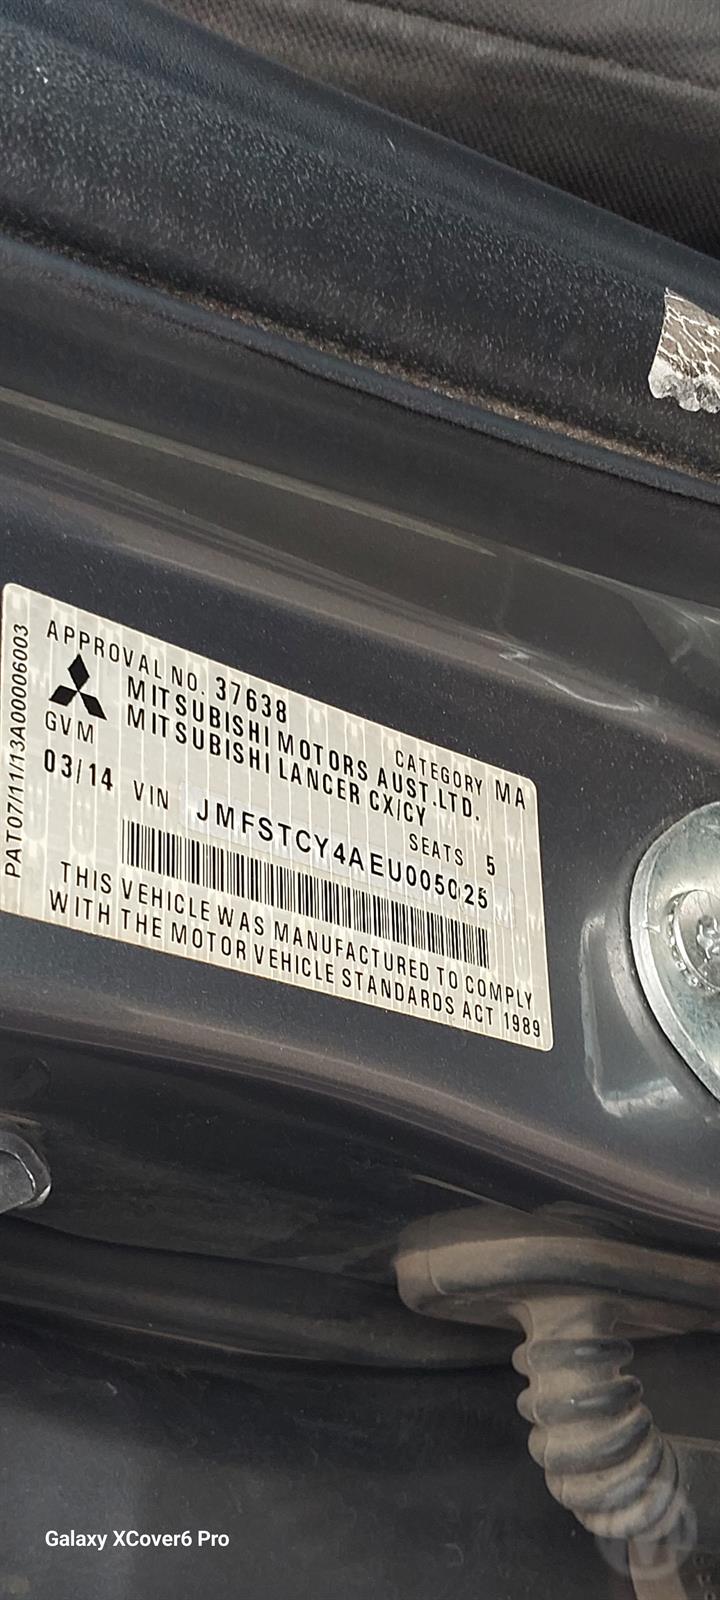 APPROVAL NO. 37638 CATEGORY MA
MITSUBISHI MOTORS AUST.LTD.
MITSUBISHI LANCER CX/CY
GVM SEATS 5
03/14 VIN JMFSTCY4AEU005025
THIS VEHICLE WAS MANUFACTURED TO COMPLY
WITH THE MOTOR VEHICLE STANDARDS ACT 1989
PAT07/11/13A00006003
Galaxy XCover6 Pro